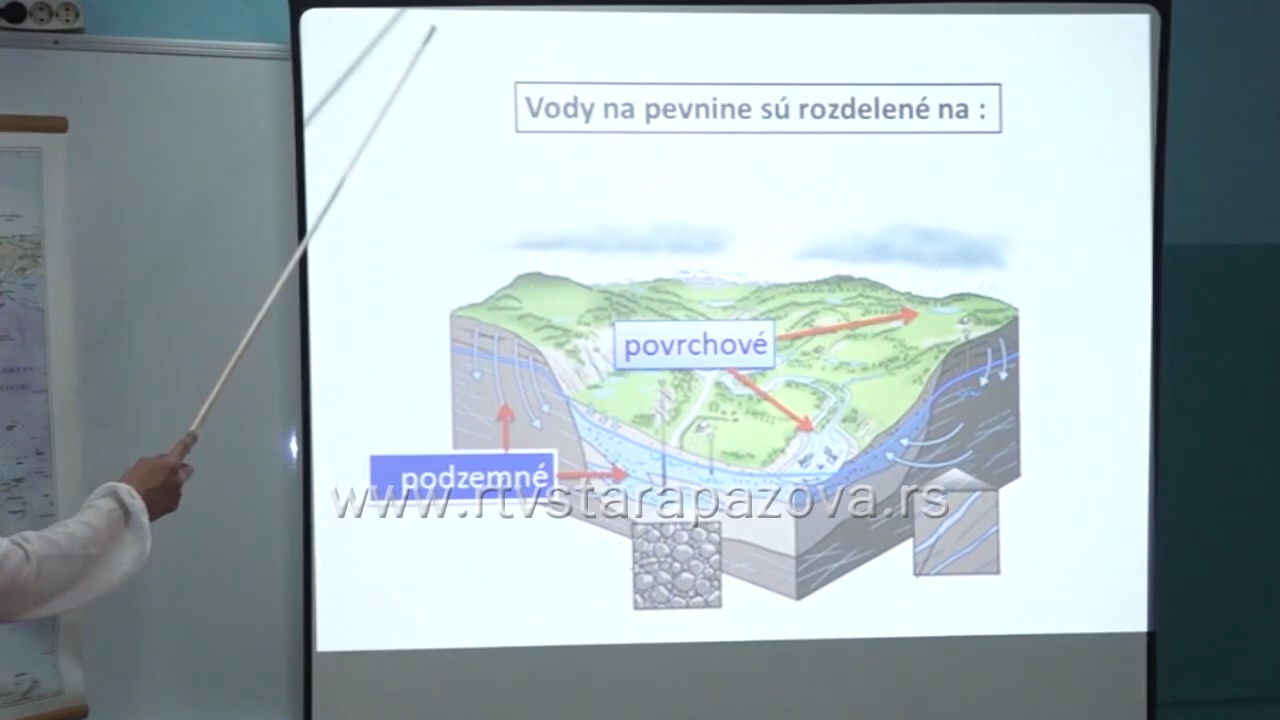 Vody na pevnine sú rozdelené na :
povrchové
podzemné
www.rtvstarapazova.rs